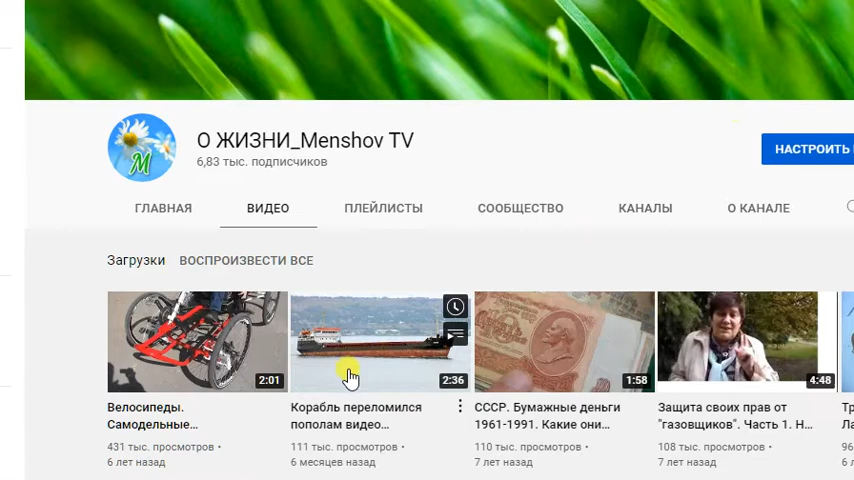 О ЖИЗНИ_Menshov TV
6,83 тыс. подписчиков
НАСТРОИТЬ
ГЛАВНАЯ ВИДЕО ПЛЕЙЛИСТЫ СООБЩЕСТВО КАНАЛЫ О КАНАЛЕ
Загрузки ВОСПРОИЗВЕСТИ ВСЕ
2:01 2:36 1:58 4:48
Велосипеды.
Самодельные...
431 тыс. просмотров •
6 лет назад
Корабль переломился
пополам видео...
111 тыс. просмотров •
6 месяцев назад
СССР. Бумажные деньги
1961-1991. Какие они...
110 тыс. просмотров •
7 лет назад
Защита своих прав от
"газовщиков". Часть 1. Н...
108 тыс. просмотров •
7 лет назад